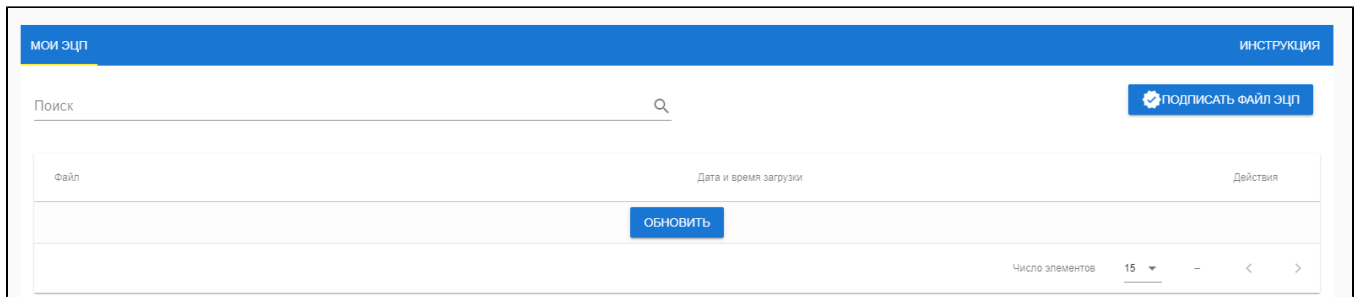 МОИ ЭЦП ИНСТРУКЦИЯ
Поиск ПОДПИСАТЬ ФАЙЛ ЭЦП
Файл Дата и время загрузки Действия
ОБНОВИТЬ
Число элементов 15 –